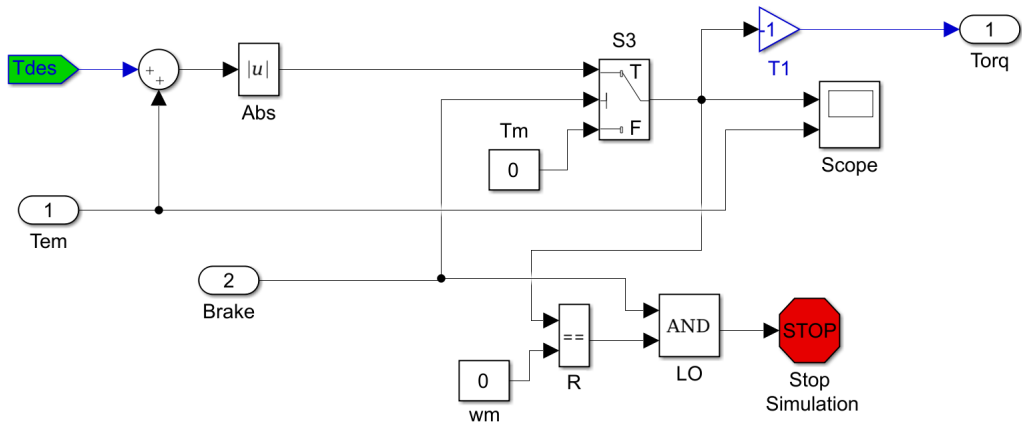 S3
-1
1
T1
Torq
Tdes
+
+
|u|
Abs
T
F
Tm
0
Scope
1
Tem
2
Brake
==
R
AND
LO
STOP
Stop
Simulation
0
wm